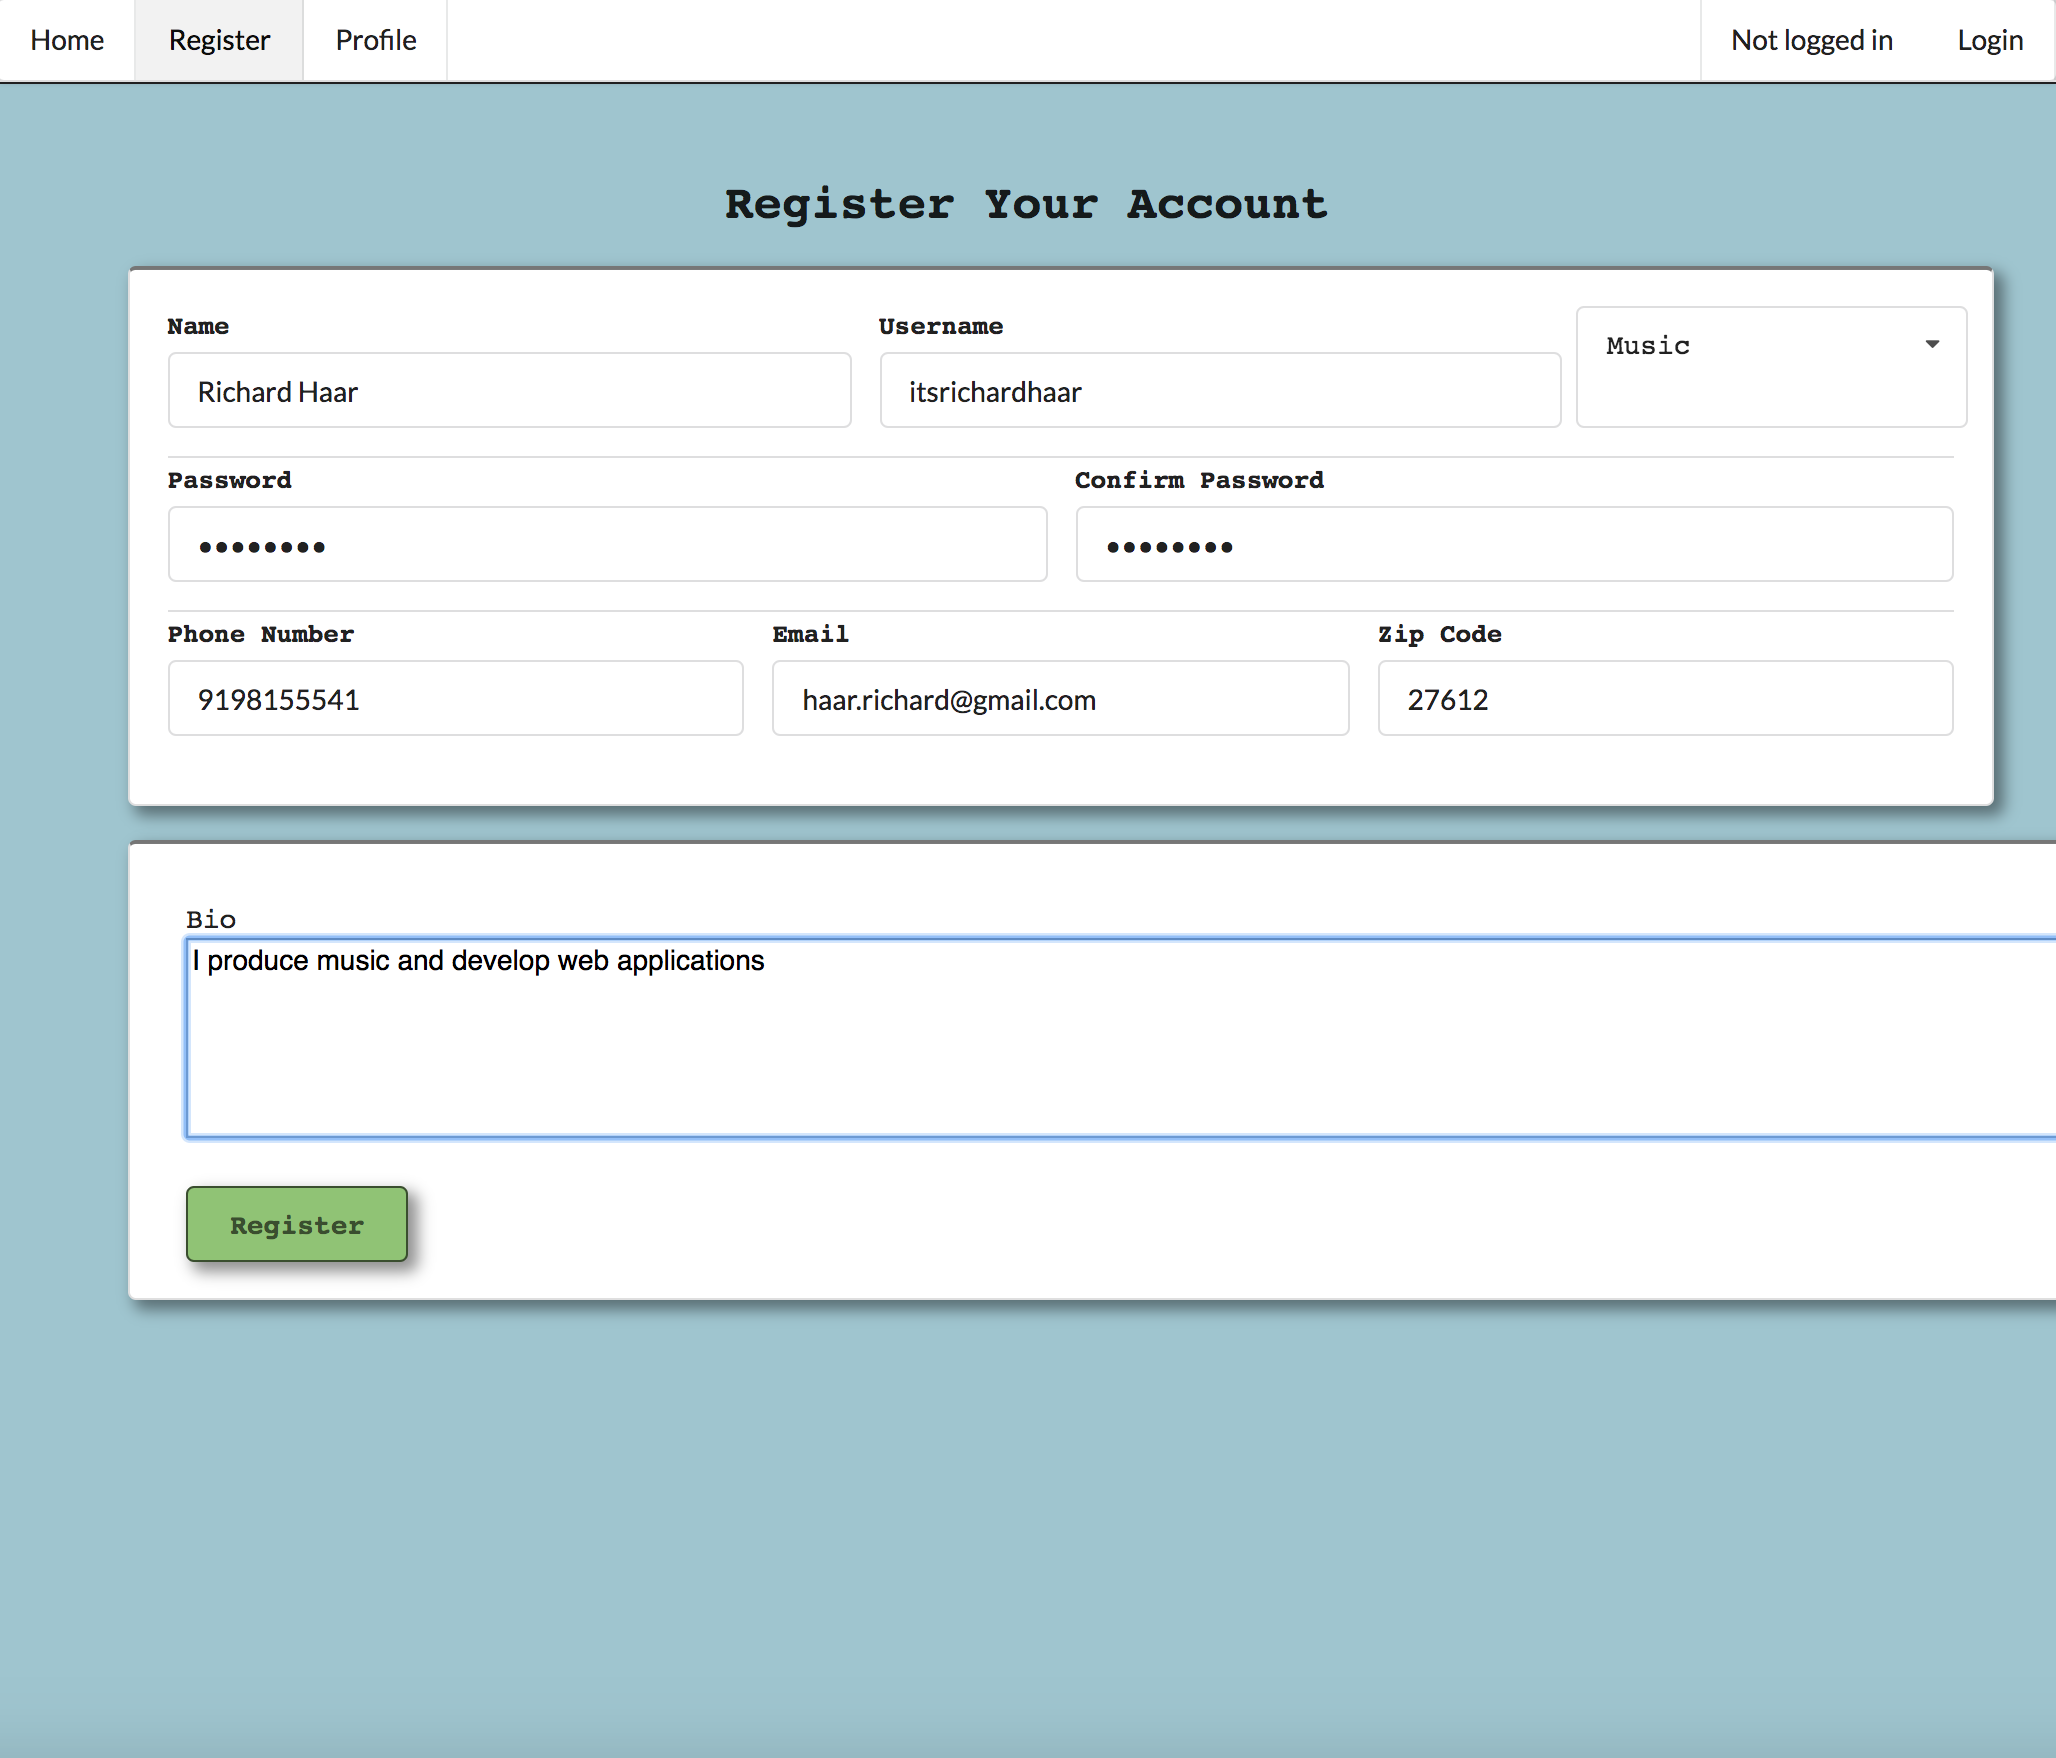 Home Register Profile Not logged in Login
Register Your Account
Name Username
Music
Richard Haar itsrichardhaar
Password Confirm Password
•••••••• ••••••••
Phone Number Email Zip Code
9198155541 haar.richard@gmail.com 27612
Bio
I produce music and develop web applications
Register